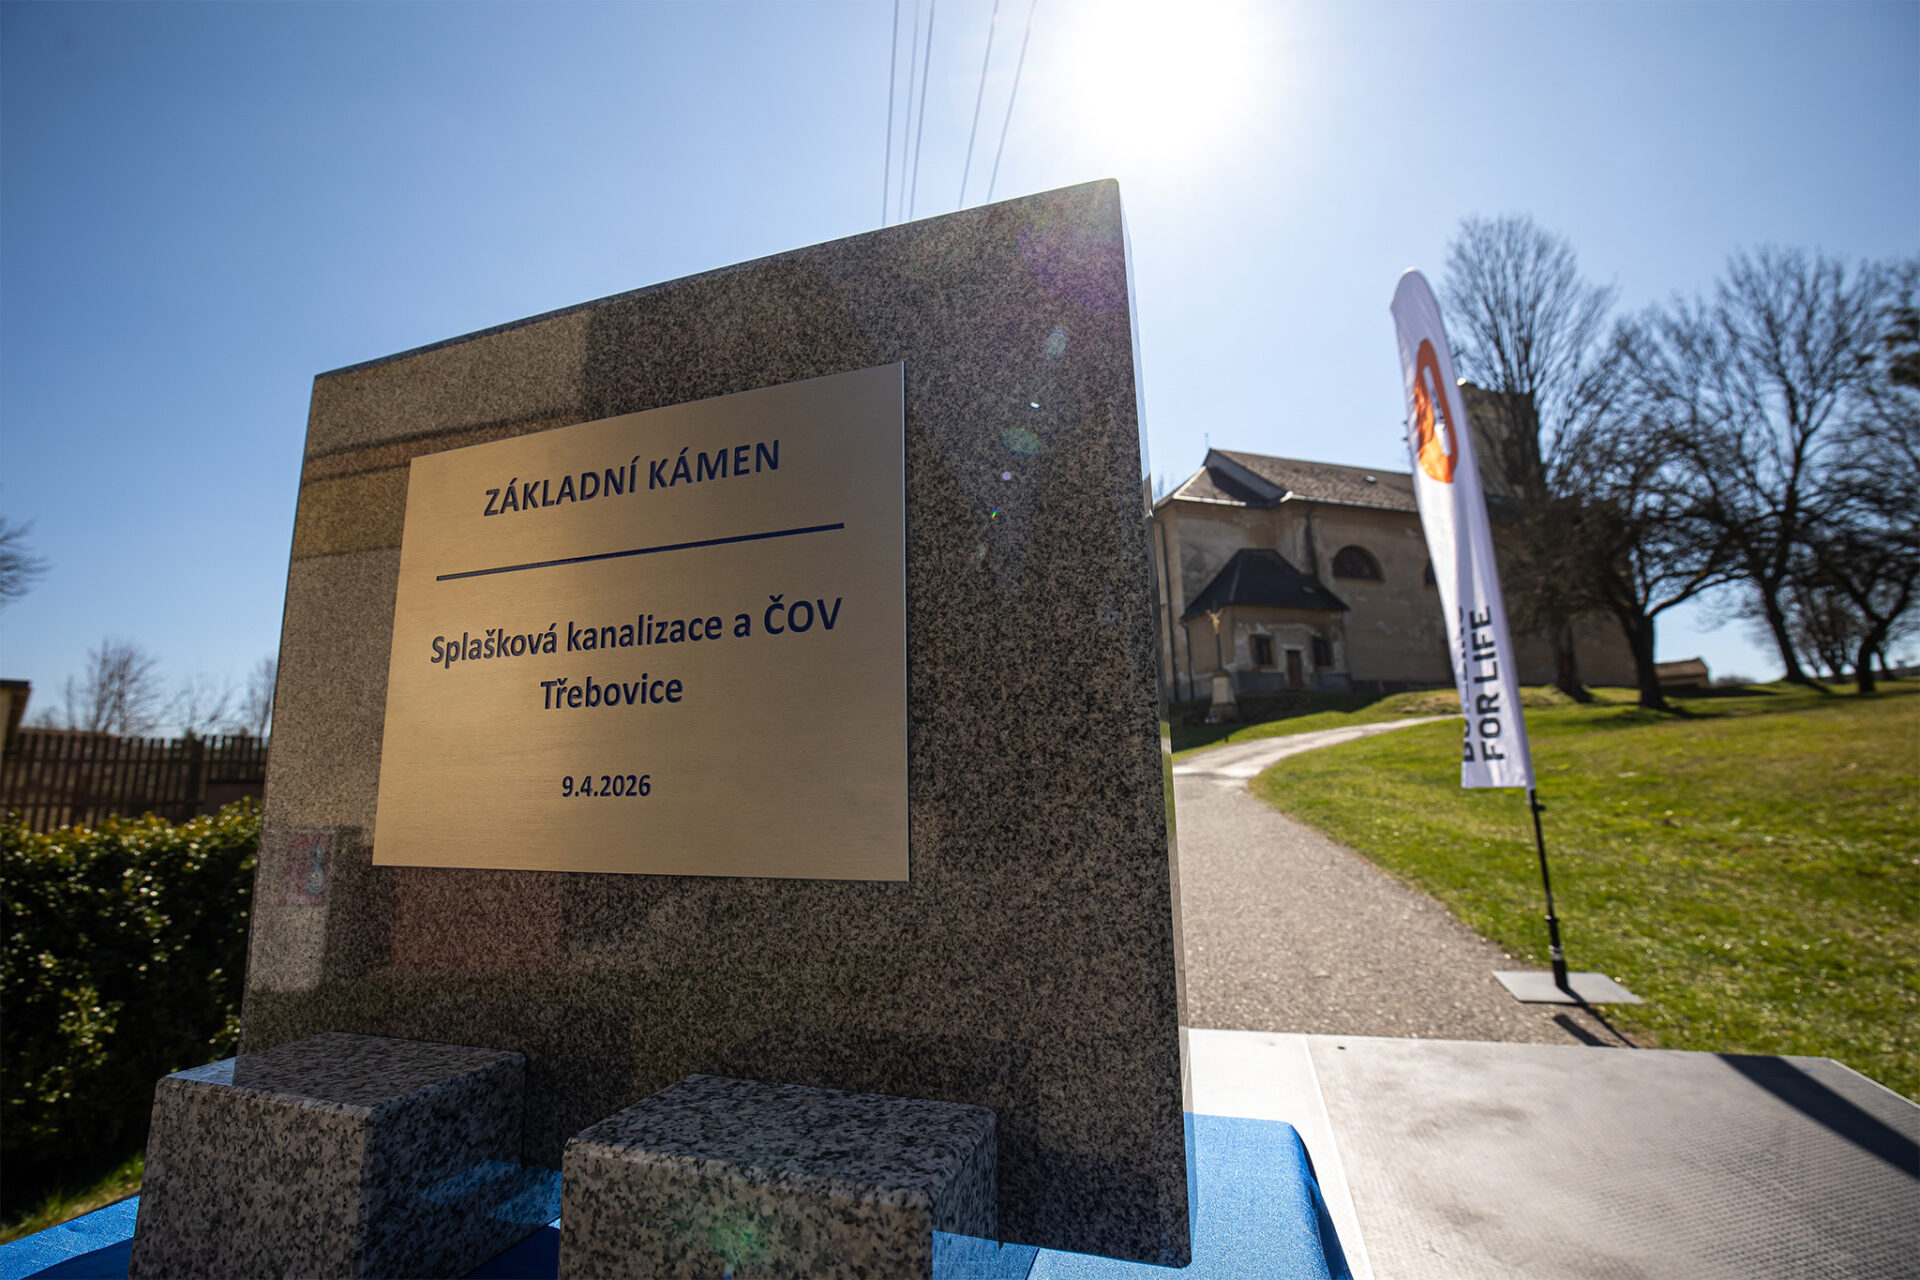 ZÁKLADNÍ KÁMEN
Splašková kanalizace a ČOV
Třebovice
9.4.2026
FOR LIFE